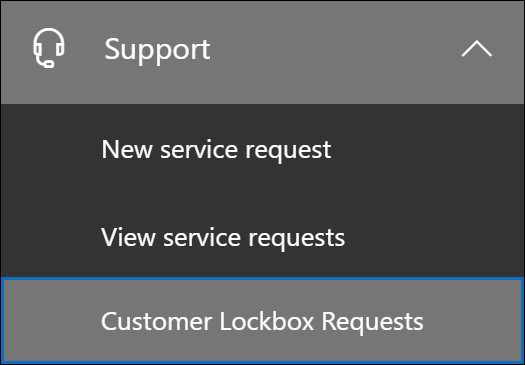 Support
New service request
View service requests
Customer Lockbox Requests